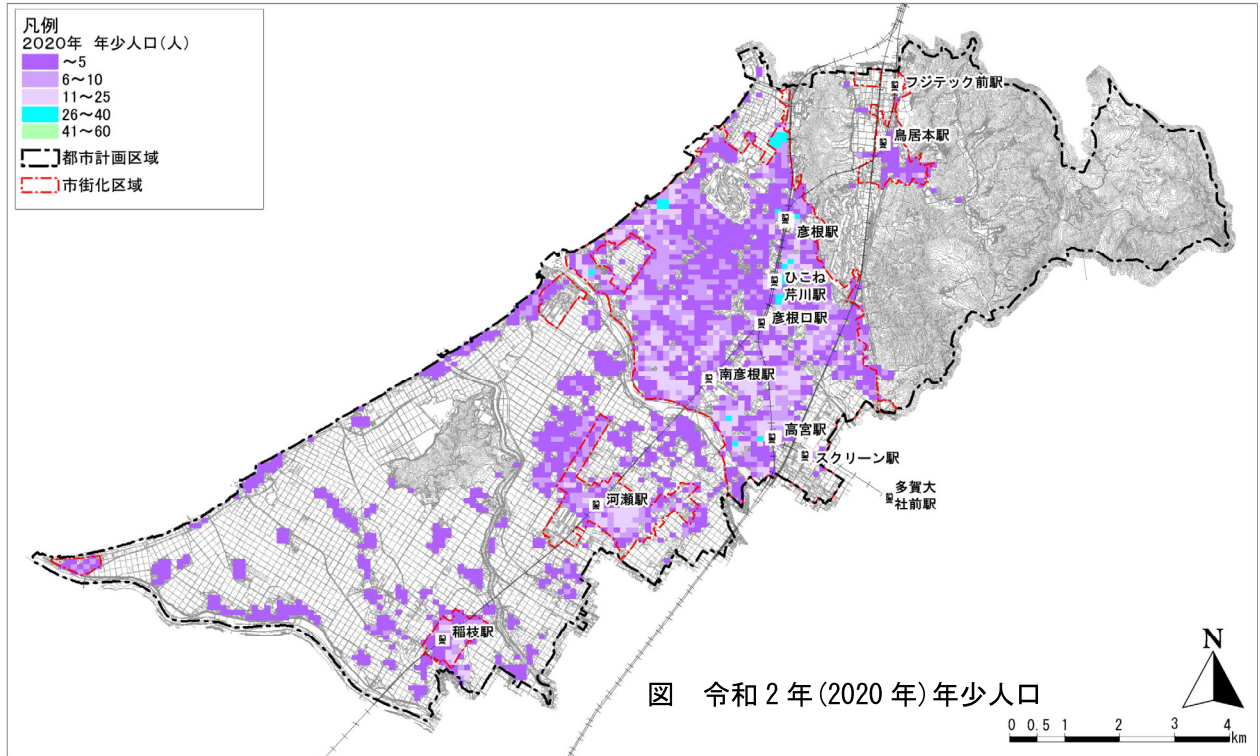 凡例
2020年 年少人口(人)
～5
6～10
11～25
26～40
41～60
都市計画区域
市街化区域
フジテック前駅
鳥居本駅
彦根駅
ひこね
芹川駅
彦根口駅
南彦根駅
高宮駅
スクリーン駅
多賀大
社前駅
河瀬駅
稲枝駅
図 令和2年(2020年)年少人口
N
0 0.5 1 2 3 4
km